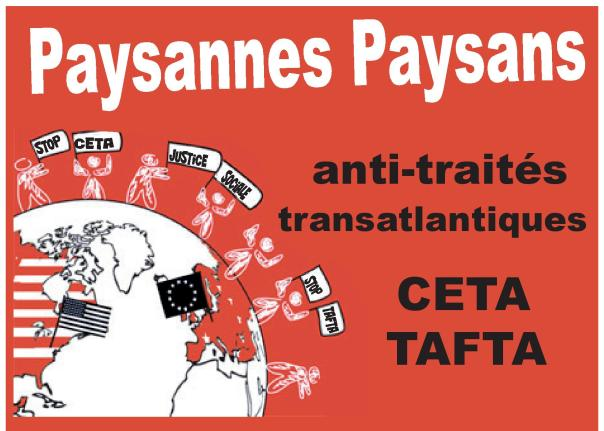 Paysannes Paysans
STOP
CETA
JUSTICE
SOCIALE
anti-traités
transatlantiques
STOP
TAFTA
CETA
TAFTA